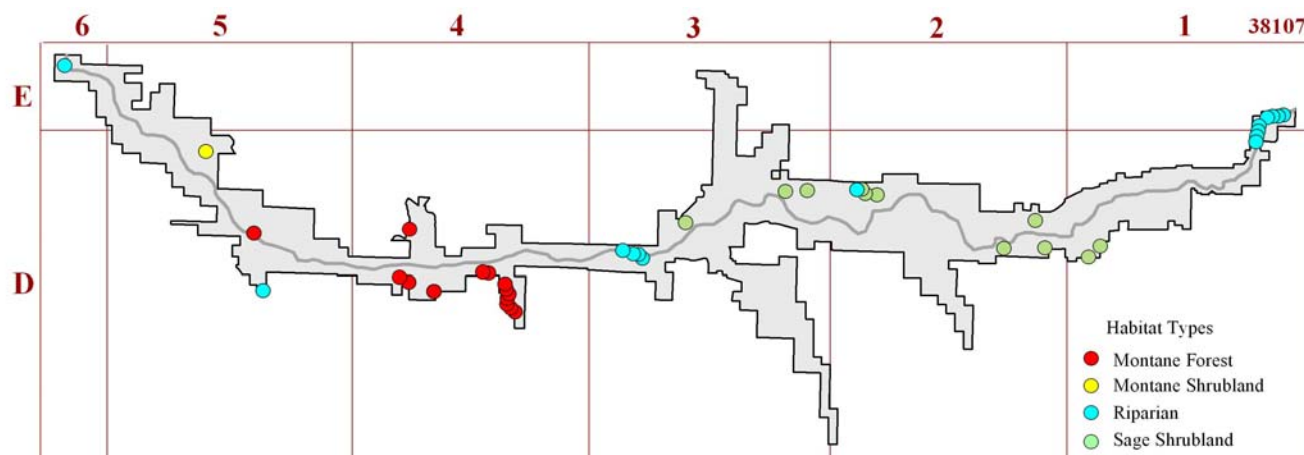 6 5 4 3 2 1 38107
E
D
Habitat Types
Montane Forest
Montane Shrubland
Riparian
Sage Shrubland